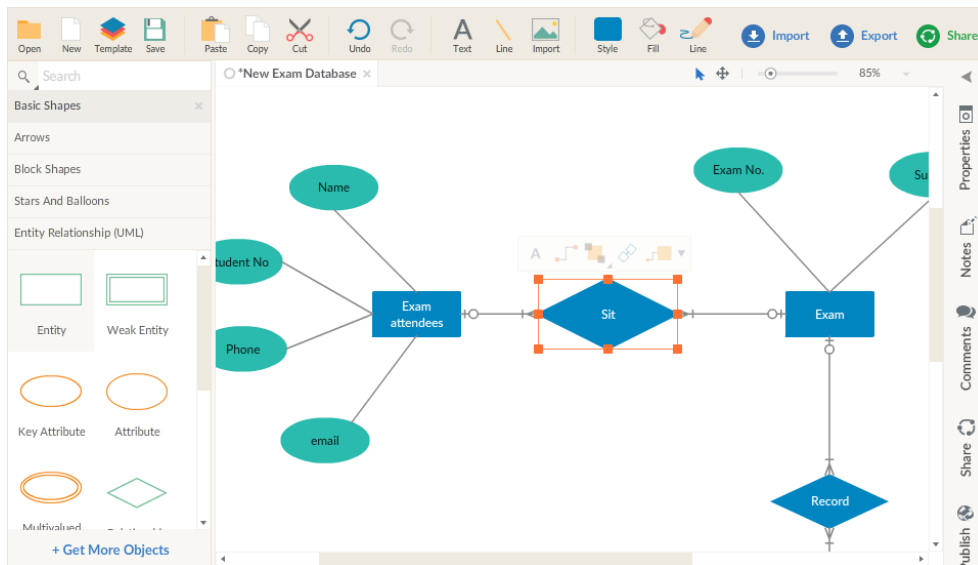 Open New Template Save Paste Copy Cut Undo Redo Text Line Import Style Fill Line Import Export Share
Search
*New Exam Database
85%
Basic Shapes
Arrows
Block Shapes
Stars And Balloons
Entity Relationship (UML)
Entity
Weak Entity
Key Attribute
Attribute
Multivalued
+ Get More Objects
Name
tudent No
Phone
email
Exam
attendees
A
Sit
Exam No.
Su
Exam
Record
Properties
Notes
Comments
Share
Publish